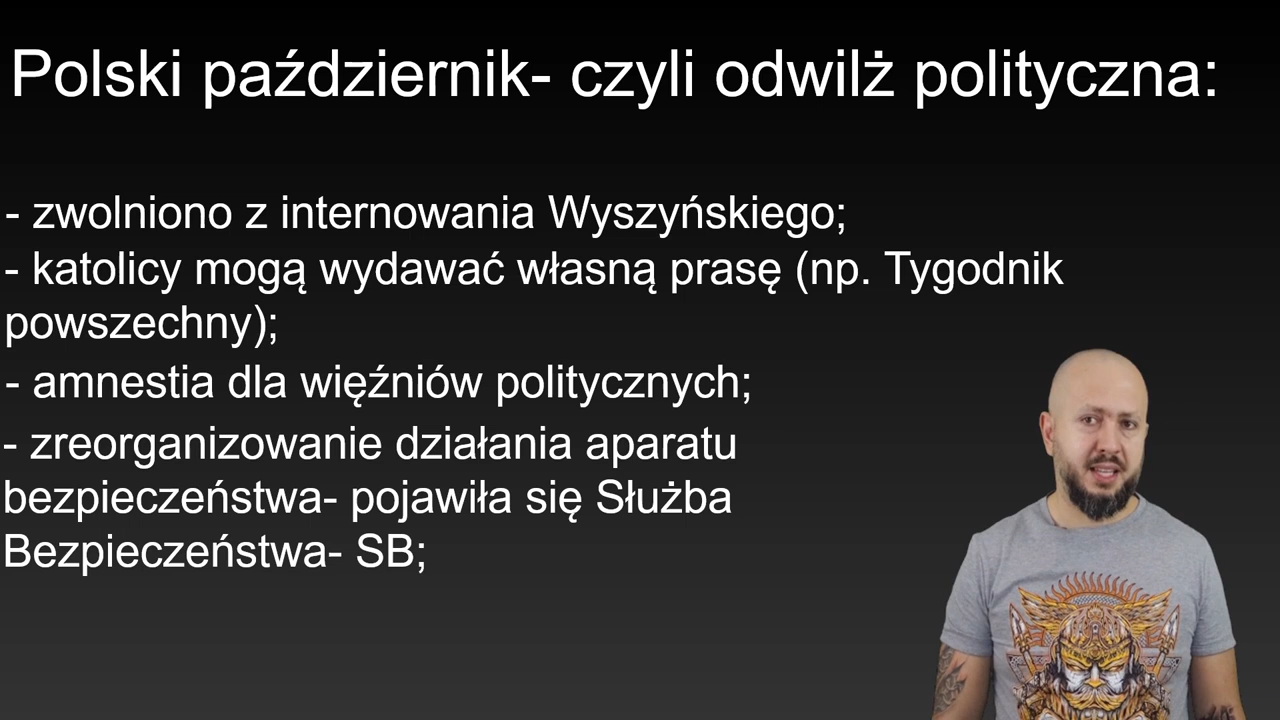 Polski październik- czyli odwilż polityczna:
- zwolniono z internowania Wyszyńskiego;
- katolicy mogą wydawać własną prasę (np. Tygodnik
powszechny);
- amnestia dla więźniów politycznych;
- zreorganizowanie działania aparatu
bezpieczeństwa- pojawiła się Służba
Bezpieczeństwa- SB;